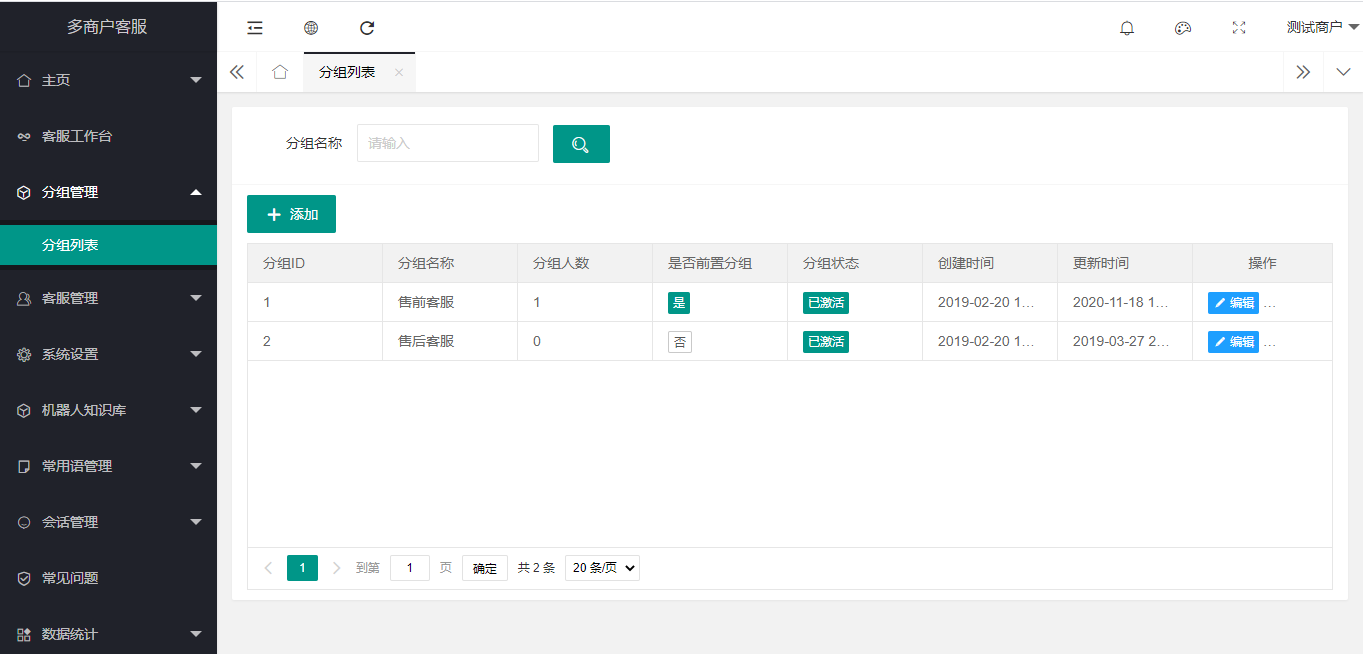 多商户客服
测试商户
主页
客服工作台
分组管理
分组列表
客服管理
系统设置
机器人知识库
常用语管理
会话管理
常见问题
数据统计
分组列表
分组名称 请输入
添加
分组ID 分组名称 分组人数 是否前置分组 分组状态 创建时间 更新时间 操作
1 售前客服 1 是 已激活 2019-02-20 1... 2020-11-18 1... 编辑 ...
2 售后客服 0 否 已激活 2019-02-20 1... 2019-03-27 2... 编辑 ...
1 到第 1 页 确定 共 2 条 20 条/页